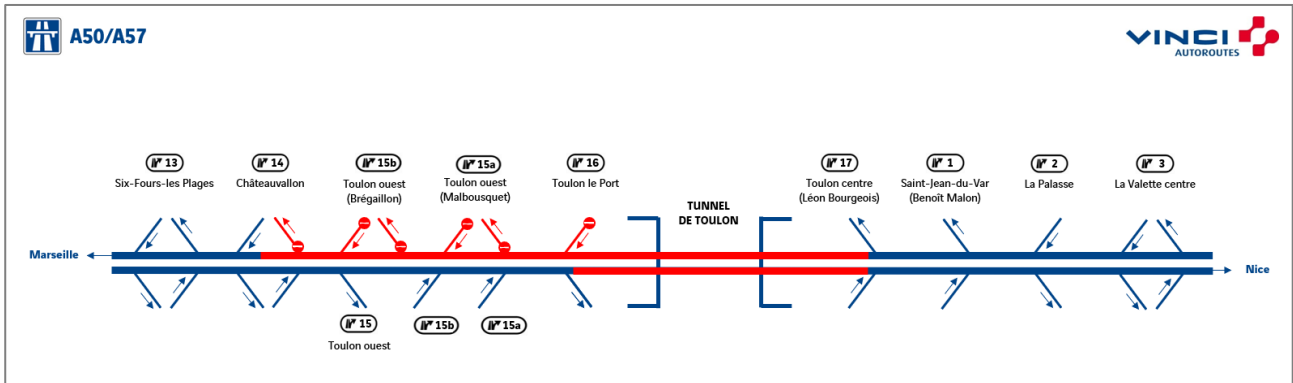 A50/A57
VINCI
AUTOROUTES
13
14
15b
15a
16
17
1
2
3
Six-Fours-les Plages
Châteauvallon
Toulon ouest
(Brégaillon)
Toulon ouest
(Malbousquet)
Toulon le Port
TUNNEL
DE TOULON
Toulon centre
(Léon Bourgeois)
Saint-Jean-du-Var
(Benoît Malon)
La Palasse
La Valette centre
Marseille
Nice
15
Toulon ouest
15b
15a